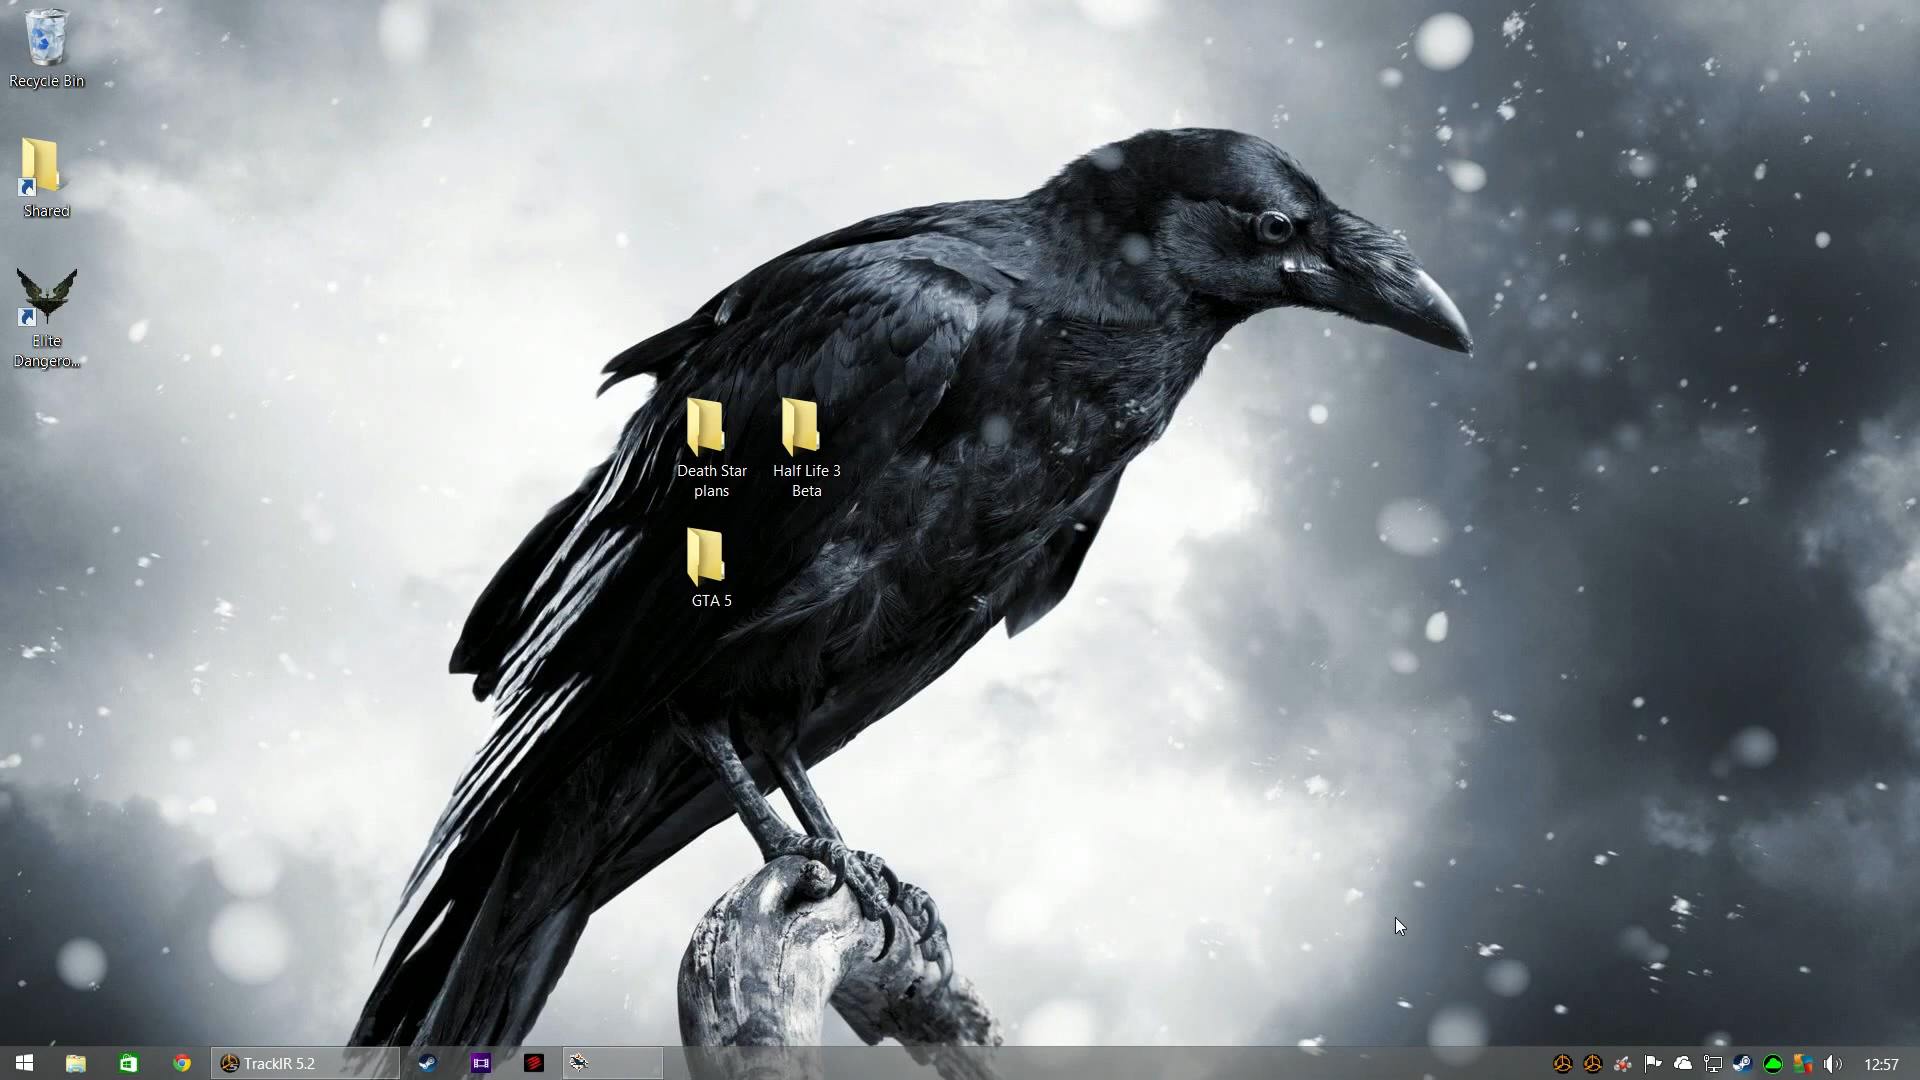 Recycle Bin
Shared
Elite
Dangero...
Death Star
plans
Half Life 3
Beta
GTA 5
TrackIR 5.2
12:57